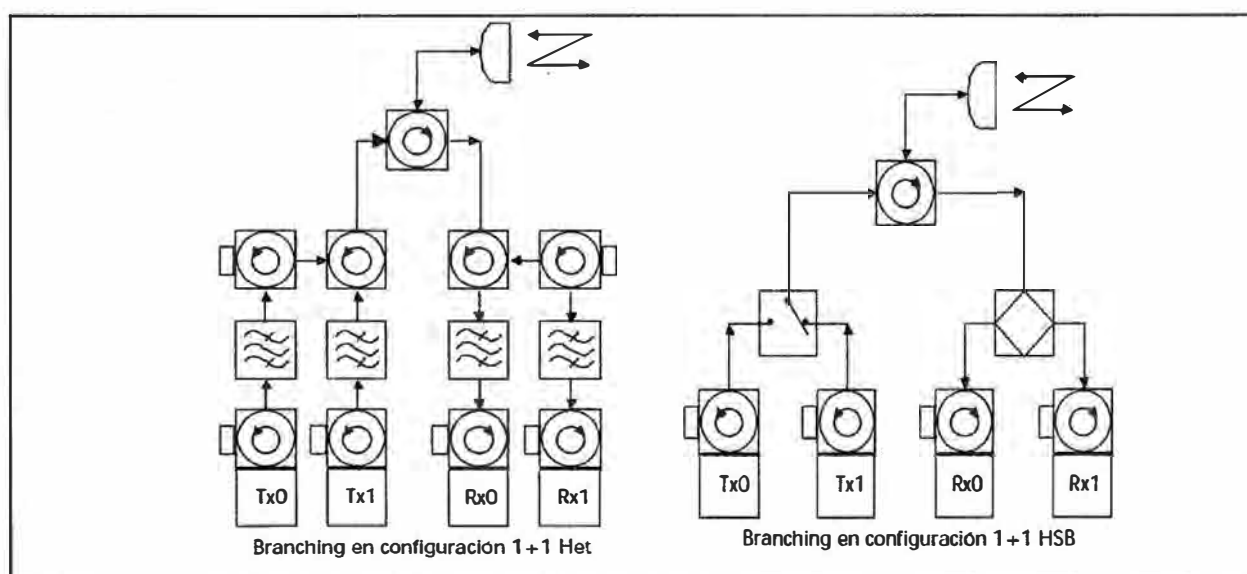 Tx0 Tx1 Rx0 Rx1
Branching en configuración 1+1 Het
Tx0 Tx1 Rx0 Rx1
Branching en configuración 1+1 HSB